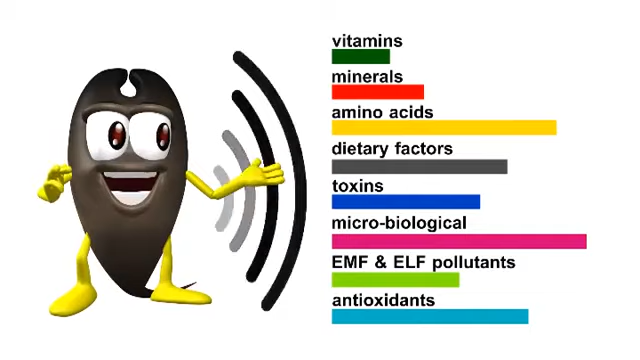 vitamins
minerals
amino acids
dietary factors
toxins
micro-biological
EMF & ELF pollutants
antioxidants